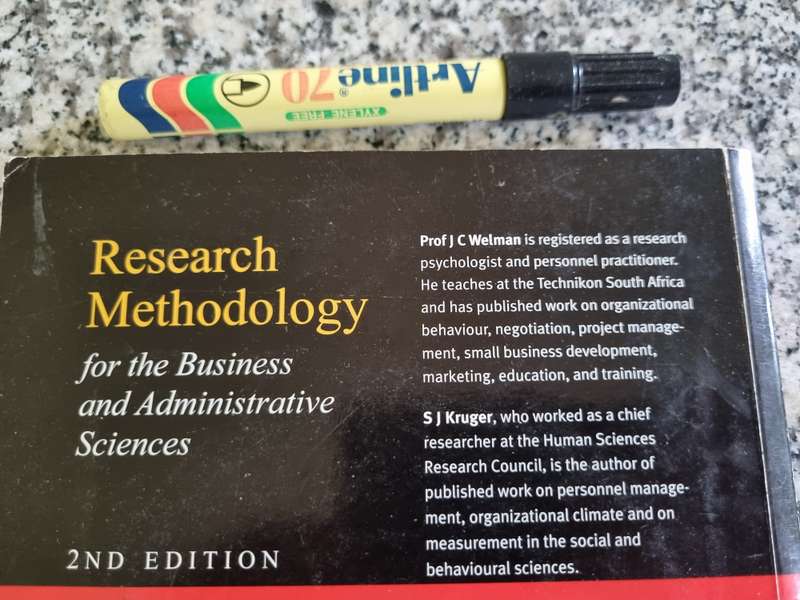 Artline® 70
XYLENE-FREE
Research
Methodology
for the Business
and Administrative
Sciences
2ND EDITION
Prof J C Welman is registered as a research
psychologist and personnel practitioner.
He teaches at the Technikon South Africa
and has published work on organizational
behaviour, negotiation, project manage-
ment, small business development,
marketing, education, and training.
S J Kruger, who worked as a chief
researcher at the Human Sciences
Research Council, is the author of
published work on personnel manage-
ment, organizational climate and on
measurement in the social and
behavioural sciences.